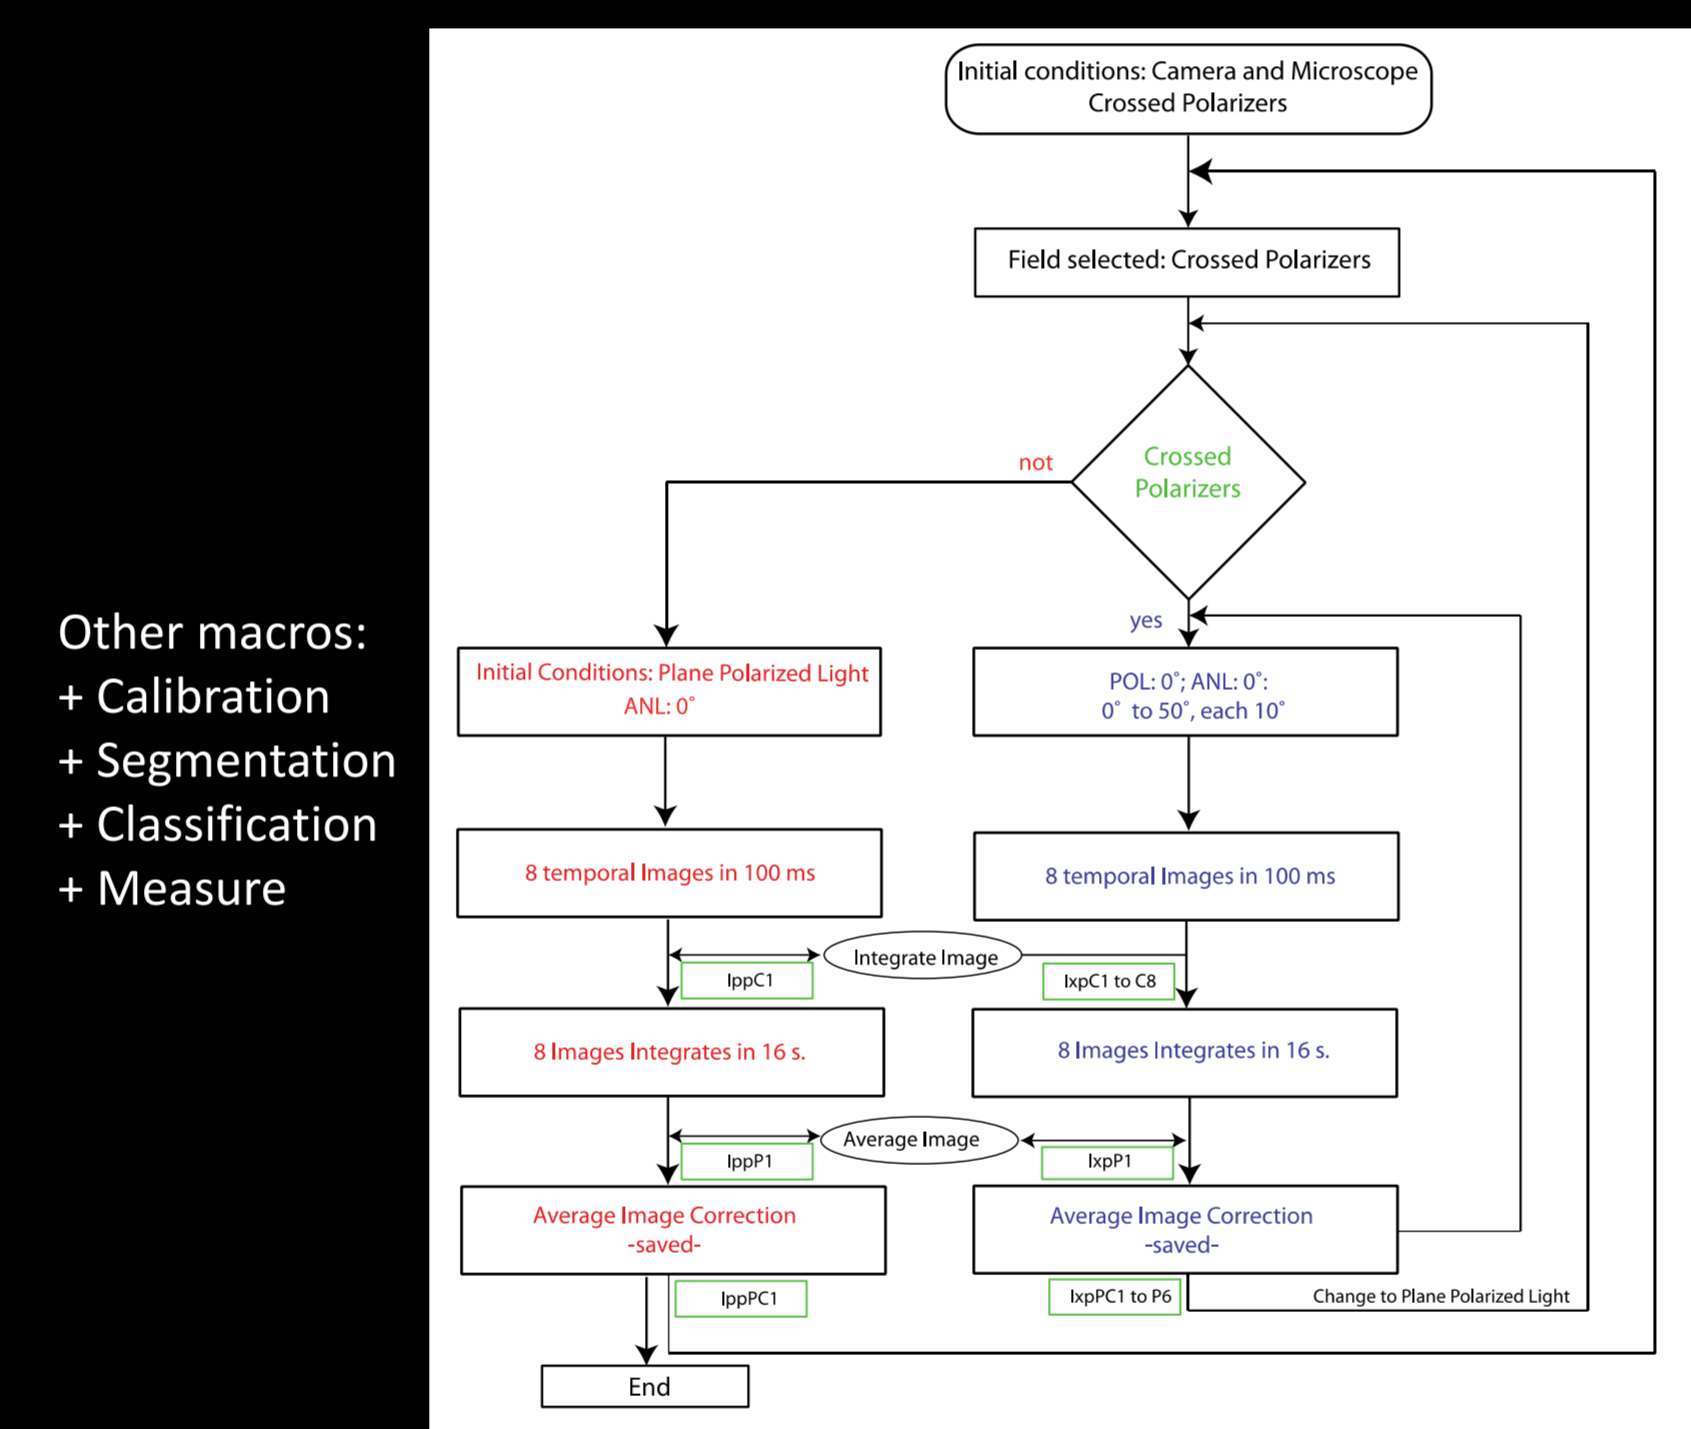 Other macros:
+ Calibration
+ Segmentation
+ Classification
+ Measure
Initial conditions: Camera and Microscope
Crossed Polarizers
Field selected: Crossed Polarizers
Crossed
Polarizers
not
yes
Initial Conditions: Plane Polarized Light
ANL: 0°
POL: 0°; ANL: 0°:
0° to 50°, each 10°
8 temporal Images in 100 ms
8 temporal Images in 100 ms
Integrate Image
IppC1
IxpC1 to C8
8 Images Integrates in 16 s.
8 Images Integrates in 16 s.
Average Image
IppP1
IxpP1
Average Image Correction
-saved-
Average Image Correction
-saved-
IppPC1
IxpPC1 to P6
Change to Plane Polarized Light
End